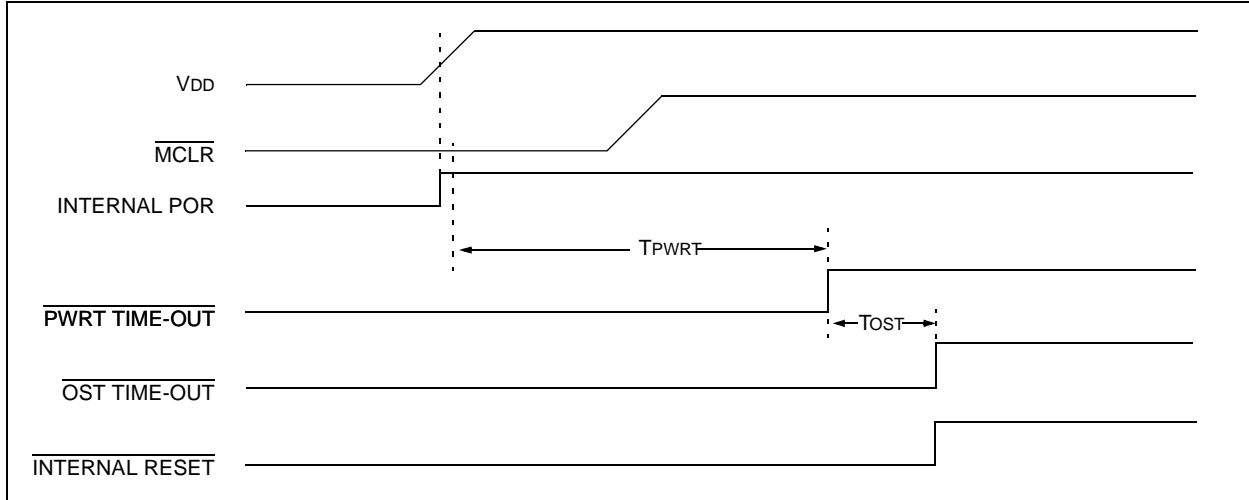 VDD
MCLR
INTERNAL POR
TPWRT
PWRT TIME-OUT
TOST
OST TIME-OUT
INTERNAL RESET